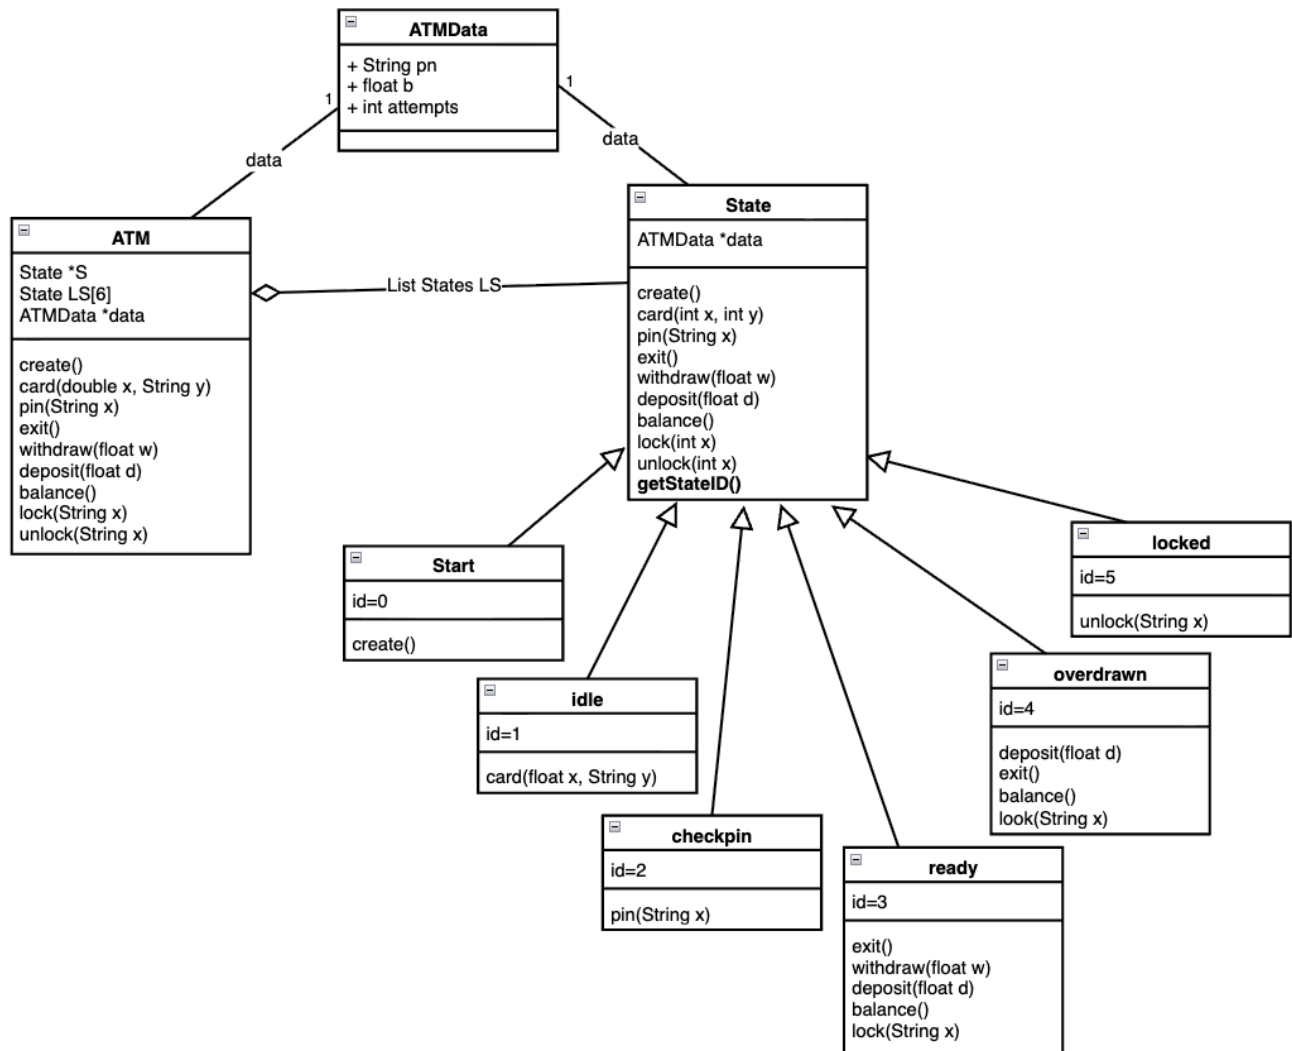 ATMData
+ String pn
+ float b
+ int attempts
1
1
data
data
State
ATMData *data
create()
card(int x, int y)
pin(String x)
exit()
withdraw(float w)
deposit(float d)
balance()
lock(int x)
unlock(int x)
getStateID()
ATM
State *S
State LS[6]
ATMData *data
create()
card(double x, String y)
pin(String x)
exit()
withdraw(float w)
deposit(float d)
balance()
lock(String x)
unlock(String x)
List States LS
Start
id=0
create()
idle
id=1
card(float x, String y)
checkpin
id=2
pin(String x)
ready
id=3
exit()
withdraw(float w)
deposit(float d)
balance()
lock(String x)
overdrawn
id=4
deposit(float d)
exit()
balance()
look(String x)
locked
id=5
unlock(String x)